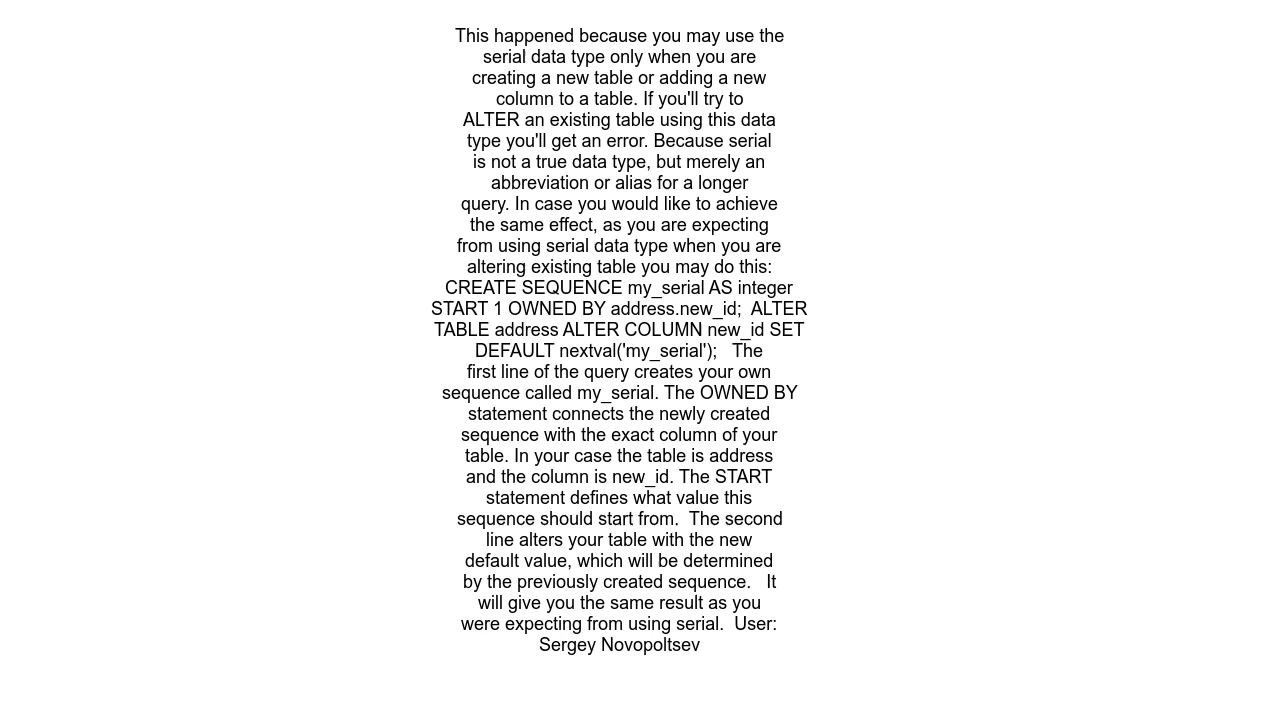 This happened because you may use the
serial data type only when you are
creating a new table or adding a new
column to a table. If you'll try to
ALTER an existing table using this data
type you'll get an error. Because serial
is not a true data type, but merely an
abbreviation or alias for a longer
query. In case you would like to achieve
the same effect, as you are expecting
from using serial data type when you are
altering existing table you may do this:
CREATE SEQUENCE my_serial AS integer
START 1 OWNED BY address.new_id;  ALTER
TABLE address ALTER COLUMN new_id SET
DEFAULT nextval('my_serial');   The
first line of the query creates your own
sequence called my_serial. The OWNED BY
statement connects the newly created
sequence with the exact column of your
table. In your case the table is address
and the column is new_id. The START
statement defines what value this
sequence should start from.  The second
line alters your table with the new
default value, which will be determined
by the previously created sequence.   It
will give you the same result as you
were expecting from using serial.  User:
Sergey Novopoltsev